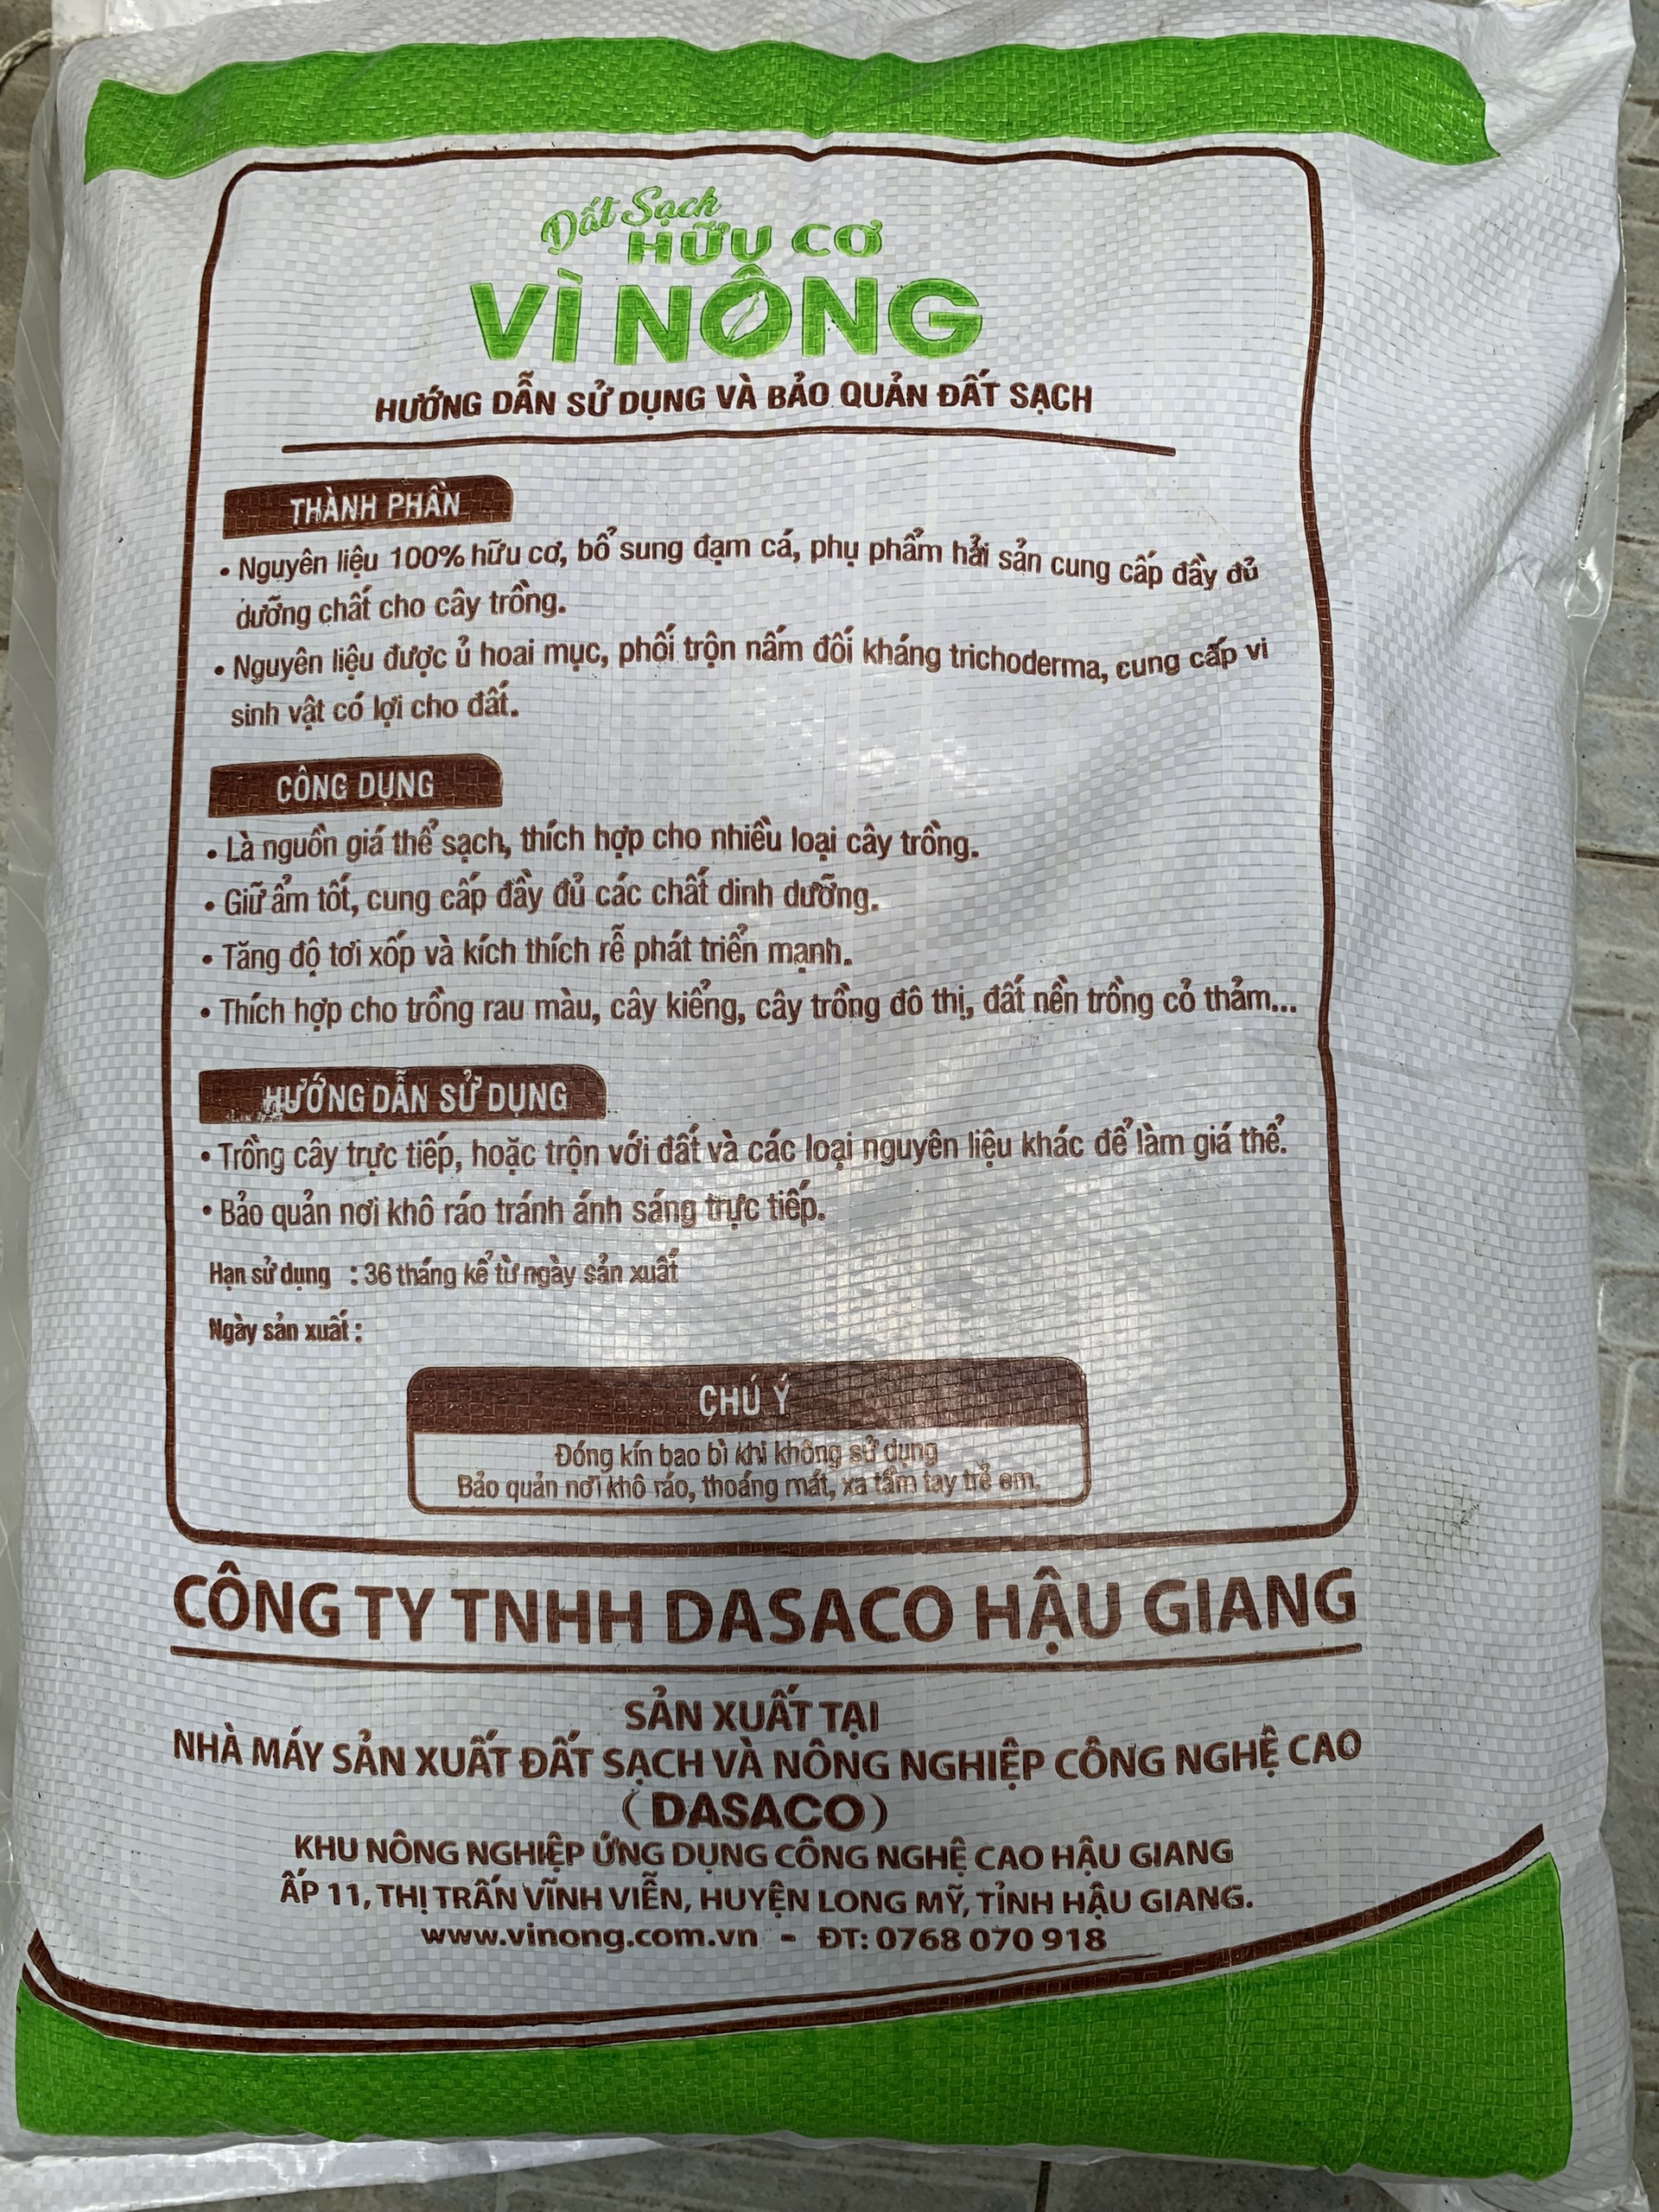 Đất Sạch
HỮU CƠ
VÌ NÔNG
HƯỚNG DẪN SỬ DỤNG VÀ BẢO QUẢN ĐẤT SẠCH
THÀNH PHẦN
• Nguyên liệu 100% hữu cơ, bổ sung đạm cá, phụ phẩm hải sản cung cấp đầy đủ
dưỡng chất cho cây trồng.
• Nguyên liệu được ủ hoai mục, phối trộn nấm đối kháng trichoderma, cung cấp vi
sinh vật có lợi cho đất.
CÔNG DỤNG
• Là nguồn giá thể sạch, thích hợp cho nhiều loại cây trồng.
• Giữ ẩm tốt, cung cấp đầy đủ các chất dinh dưỡng.
• Tăng độ tơi xốp và kích thích rễ phát triển mạnh.
• Thích hợp cho trồng rau màu, cây kiểng, cây trồng đô thị, đất nền trồng cỏ thảm...
HƯỚNG DẪN SỬ DỤNG
• Trồng cây trực tiếp, hoặc trộn với đất và các loại nguyên liệu khác để làm giá thể.
• Bảo quản nơi khô ráo tránh ánh sáng trực tiếp.
Hạn sử dụng : 36 tháng kể từ ngày sản xuất
Ngày sản xuất :
CHÚ Ý
Đóng kín bao bì khi không sử dụng
Bảo quản nơi khô ráo, thoáng mát, xa tầm tay trẻ em.
CÔNG TY TNHH DASACO HẬU GIANG
SẢN XUẤT TẠI
NHÀ MÁY SẢN XUẤT ĐẤT SẠCH VÀ NÔNG NGHIỆP CÔNG NGHỆ CAO
(DASACO)
KHU NÔNG NGHIỆP ỨNG DỤNG CÔNG NGHỆ CAO HẬU GIANG
ẤP 11, THỊ TRẤN VĨNH VIỄN, HUYỆN LONG MỸ, TỈNH HẬU GIANG.
www.vinong.com.vn - ĐT: 0768 070 918